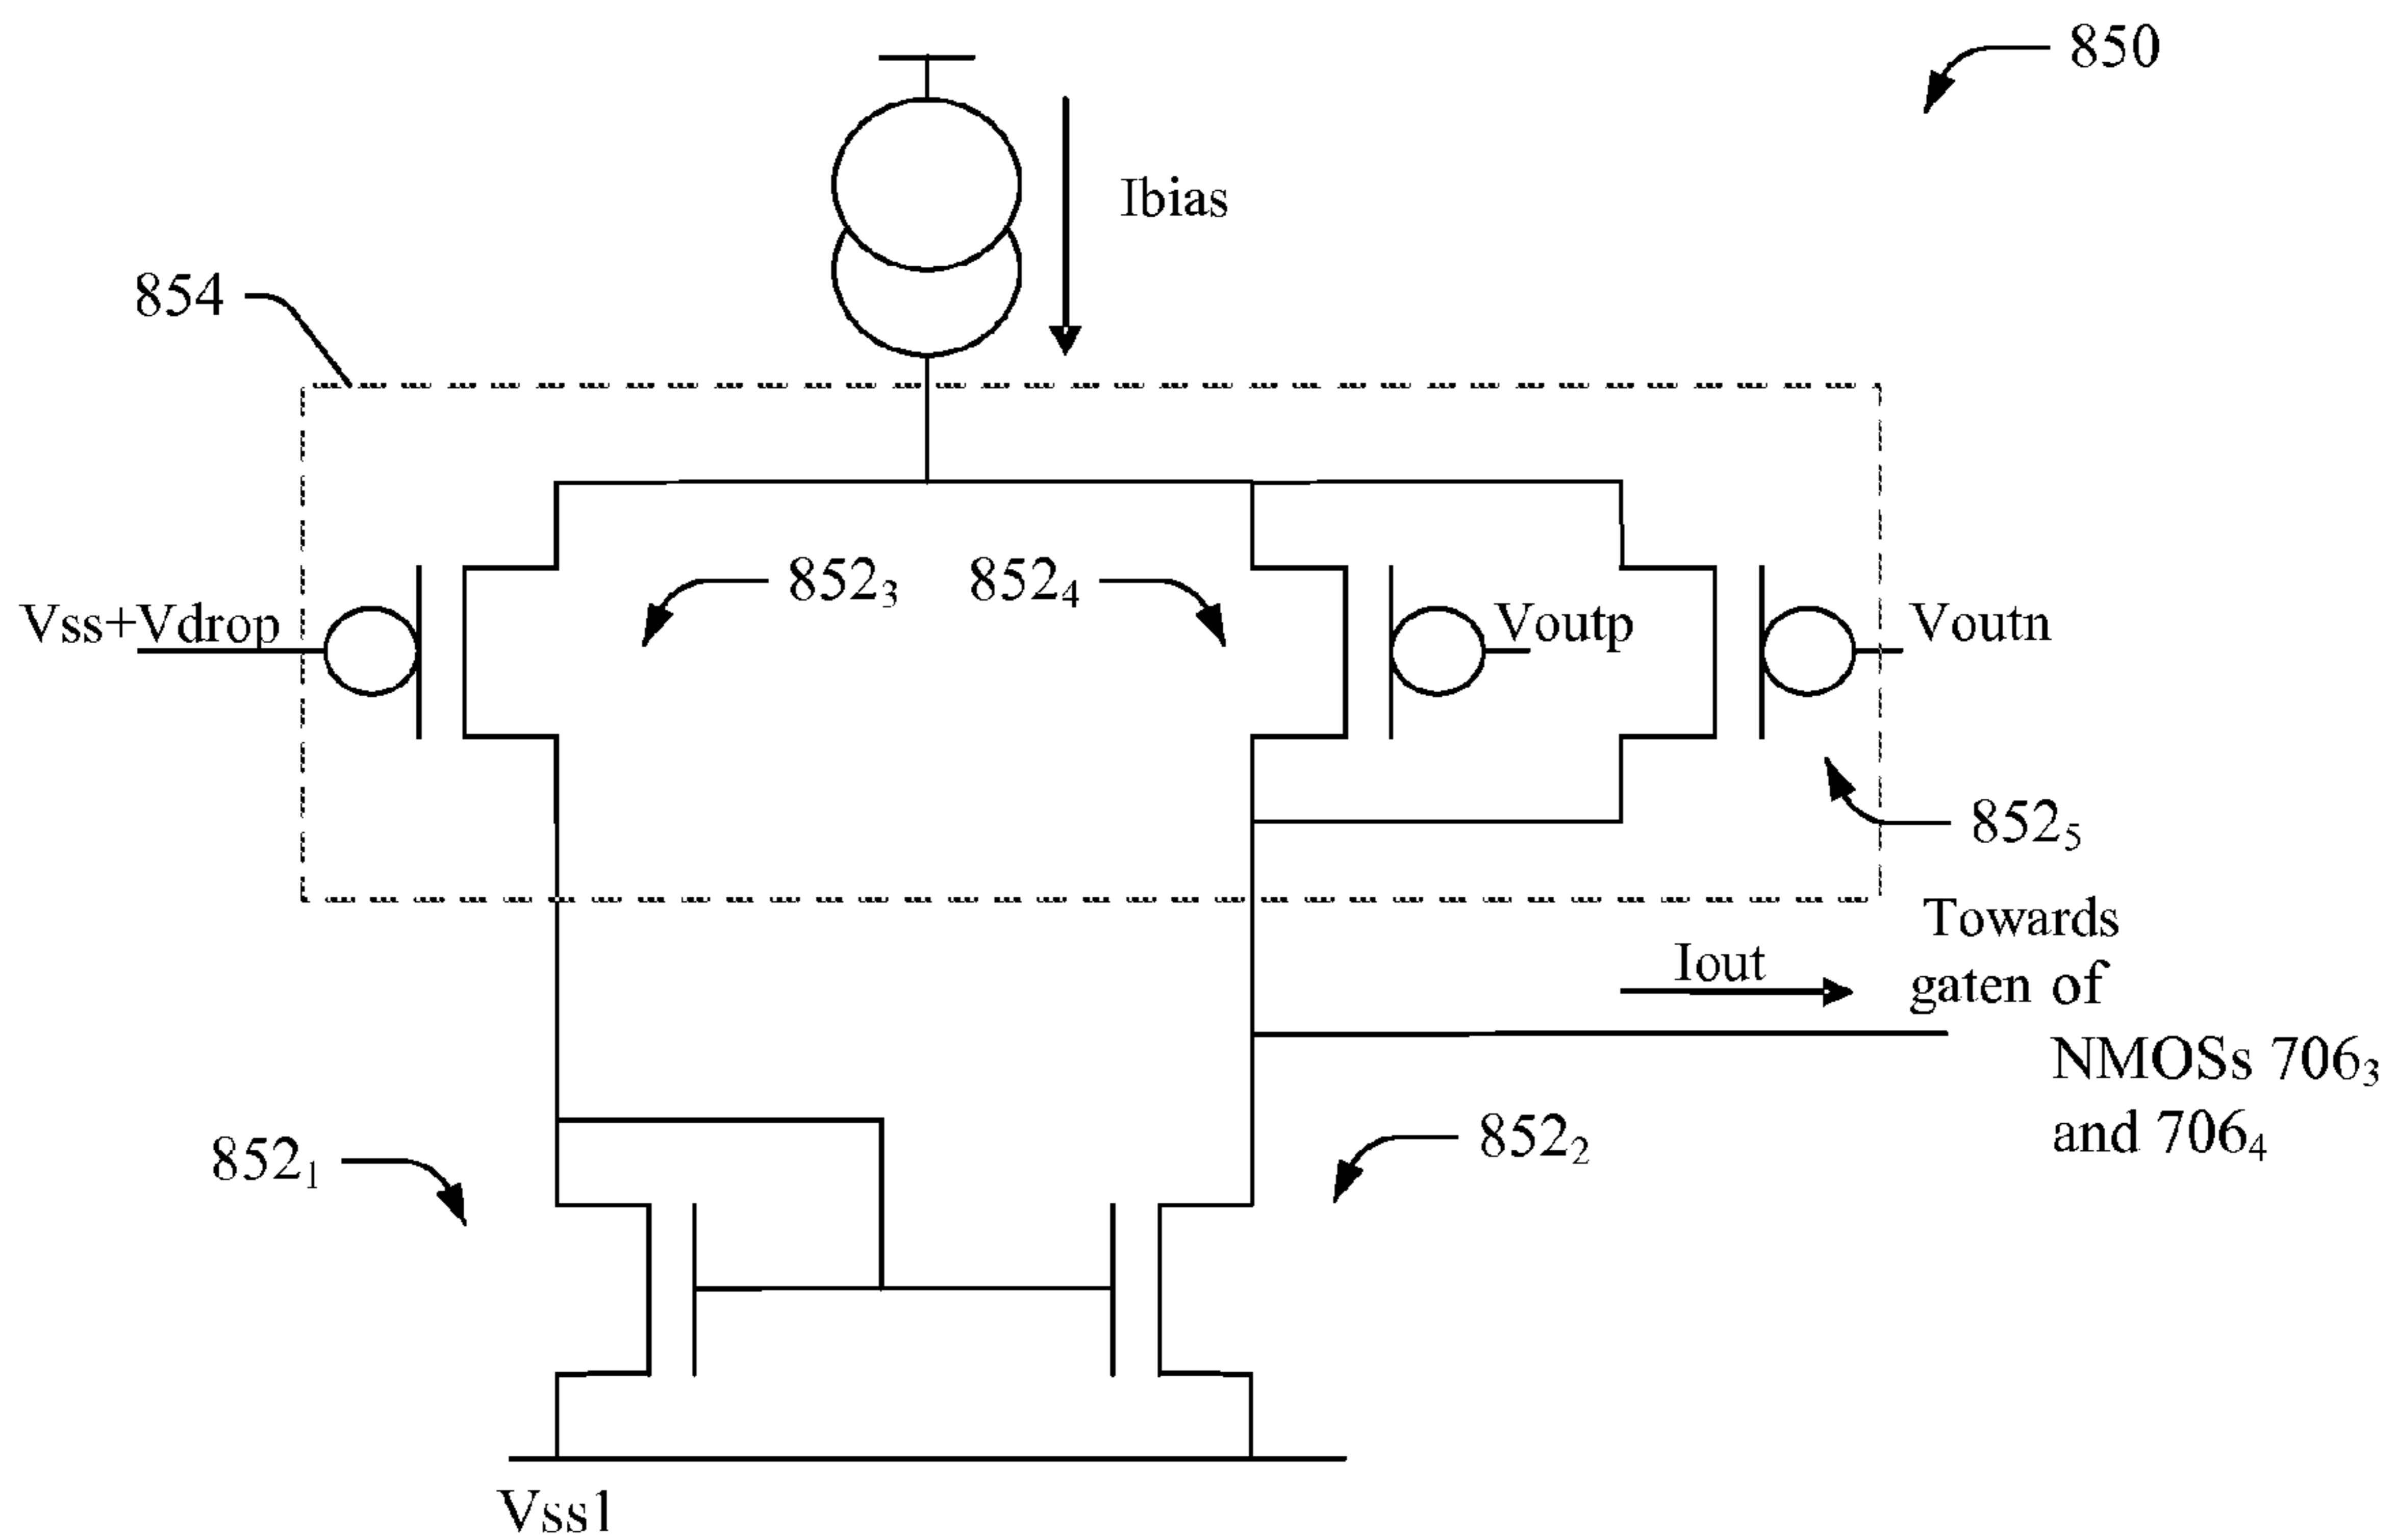 850
Ibias
854
852₃
852₄
Vss+Vdrop
Voutp
Voutn
852₅
Towards
gaten of
Iout
NMOSs 706₃
and 706₄
852₁
852₂
Vss1